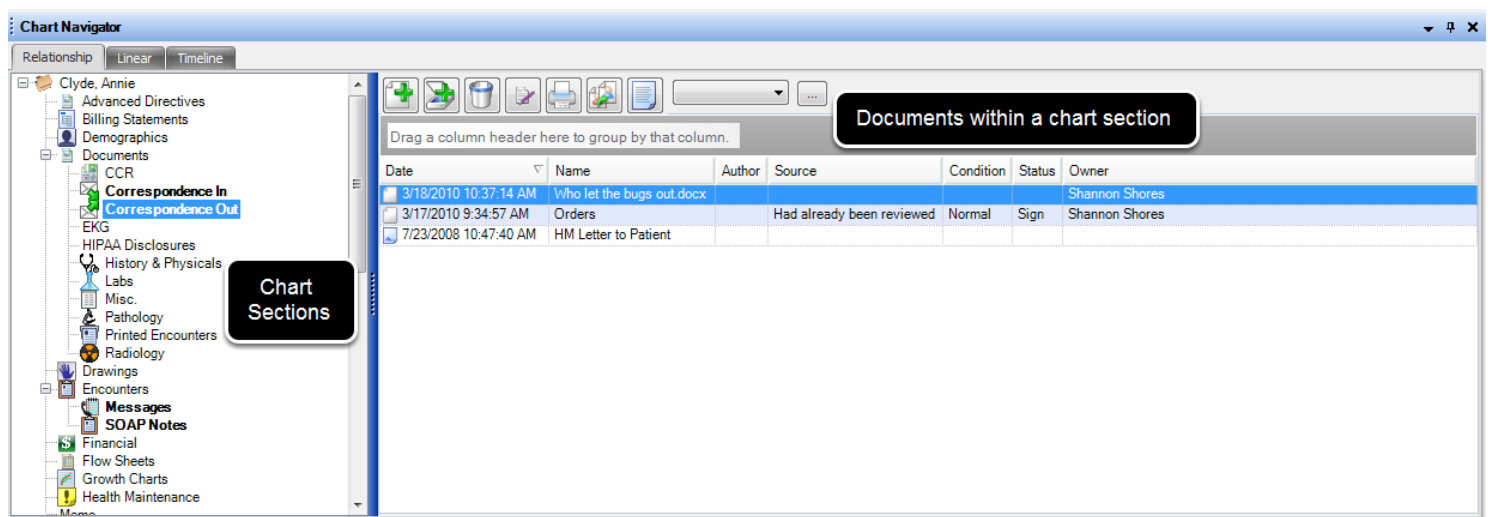 Chart Navigator
Relationship Linear Timeline
Clyde, Annie
Advanced Directives
Billing Statements
Demographics
Documents
CCR
Correspondence In
Correspondence Out
EKG
HIPAA Disclosures
History & Physicals
Labs
Misc.
Pathology
Printed Encounters
Radiology
Drawings
Encounters
Messages
SOAP Notes
Financial
Flow Sheets
Growth Charts
Health Maintenance
Memo
Chart
Sections
...
Documents within a chart section
Drag a column header here to group by that column.
Date Name Author Source Condition Status Owner
3/18/2010 10:37:14 AM Who let the bugs out.docx Shannon Shores
3/17/2010 9:34:57 AM Orders Had already been reviewed Normal Sign Shannon Shores
7/23/2008 10:47:40 AM HM Letter to Patient